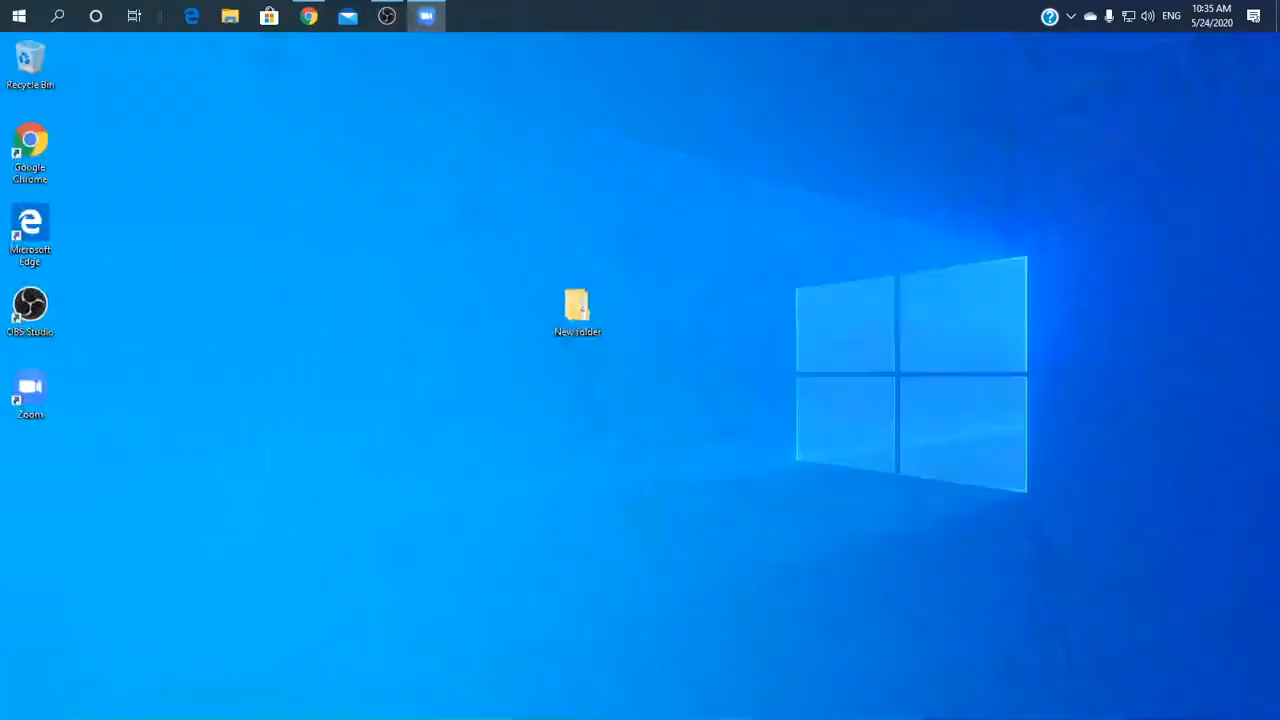 ENG
10:35 AM
5/24/2020
Recycle Bin
Google
Chrome
Microsoft
Edge
OBS Studio
Zoom
New folder